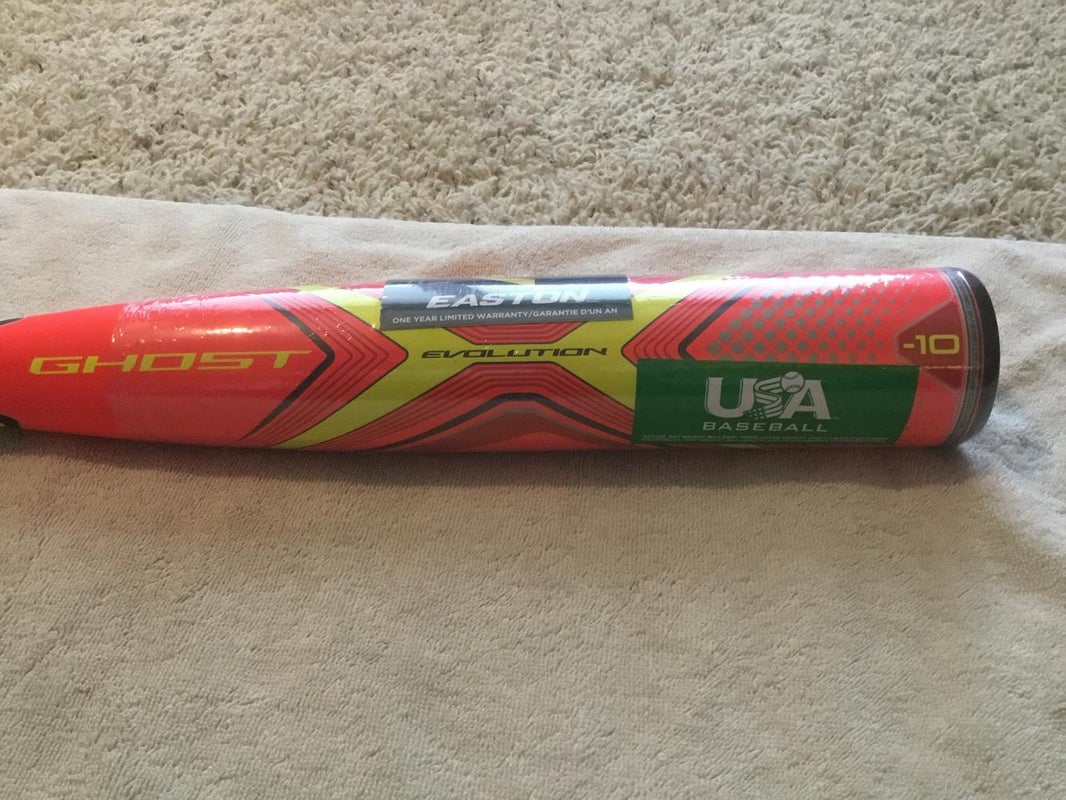 GHOST
EASTON
ONE YEAR LIMITED WARRANTY/GARANTIE D'UN AN
EVOLUTION
-10
USA
BASEBALL